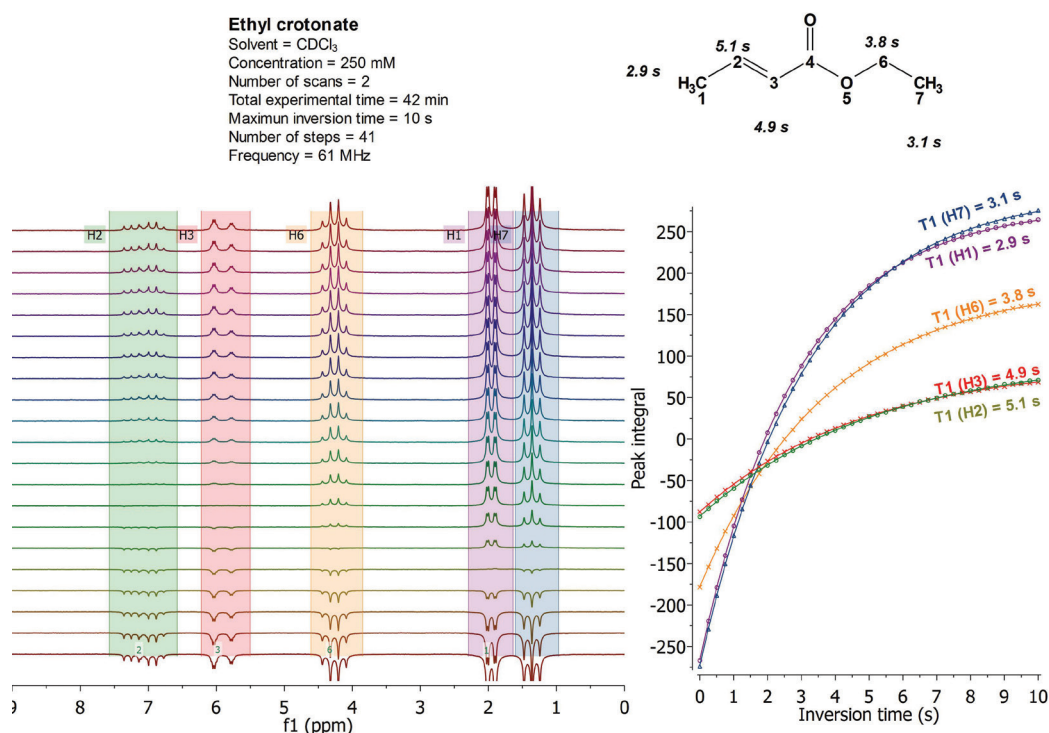 Ethyl crotonate
Solvent = CDCl₃
Concentration = 250 mM
Number of scans = 2
Total experimental time = 42 min
Maximun inversion time = 10 s
Number of steps = 41
Frequency = 61 MHz
O
5.1 s
3.8 s
2.9 s
2
4
6
H₃C
3
O
CH₃
1
5
7
4.9 s
3.1 s
H2
H3
H6
H1
H7
2
3
6
1
9 8 7 6 5 4 3 2 1 0
f1 (ppm)
250
200
150
100
50
0
-50
-100
-150
-200
-250
Peak integral
T1 (H7) = 3.1 s
T1 (H1) = 2.9 s
T1 (H6) = 3.8 s
T1 (H3) = 4.9 s
T1 (H2) = 5.1 s
0 1 2 3 4 5 6 7 8 9 10
Inversion time (s)